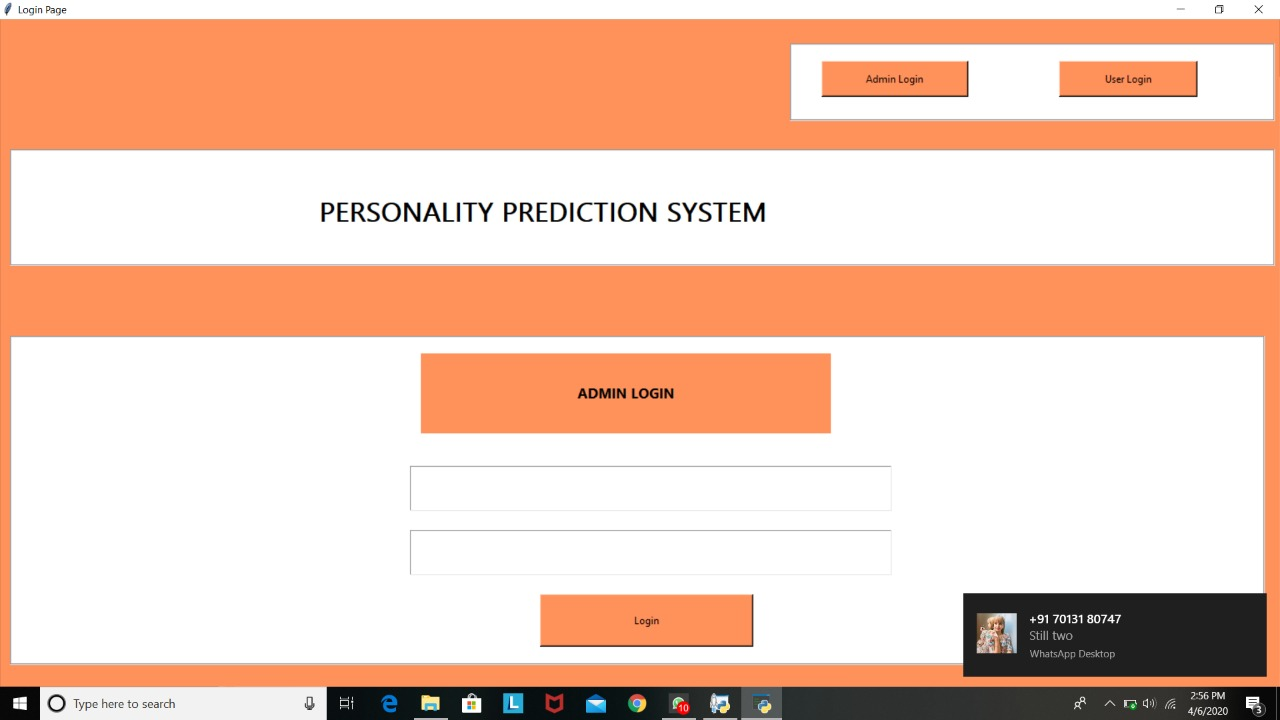 Login Page
Admin Login
User Login
PERSONALITY PREDICTION SYSTEM
ADMIN LOGIN
Login
+91 70131 80747
Still two
WhatsApp Desktop
Type here to search
L
10
2:56 PM
4/6/2020
3